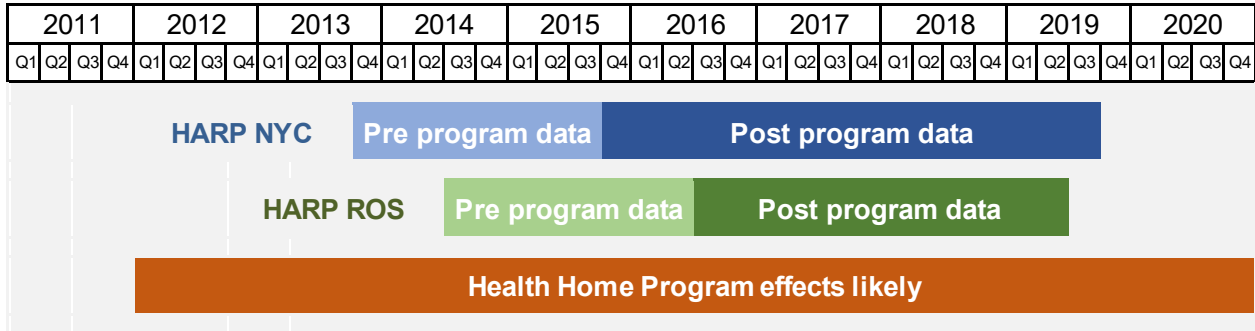 2011 2012 2013 2014 2015 2016 2017 2018 2019 2020
Q1 Q2 Q3 Q4 Q1 Q2 Q3 Q4 Q1 Q2 Q3 Q4 Q1 Q2 Q3 Q4 Q1 Q2 Q3 Q4 Q1 Q2 Q3 Q4 Q1 Q2 Q3 Q4 Q1 Q2 Q3 Q4 Q1 Q2 Q3 Q4 Q1 Q2 Q3 Q4
HARP NYC Pre program data Post program data
HARP ROS Pre program data Post program data
Health Home Program effects likely